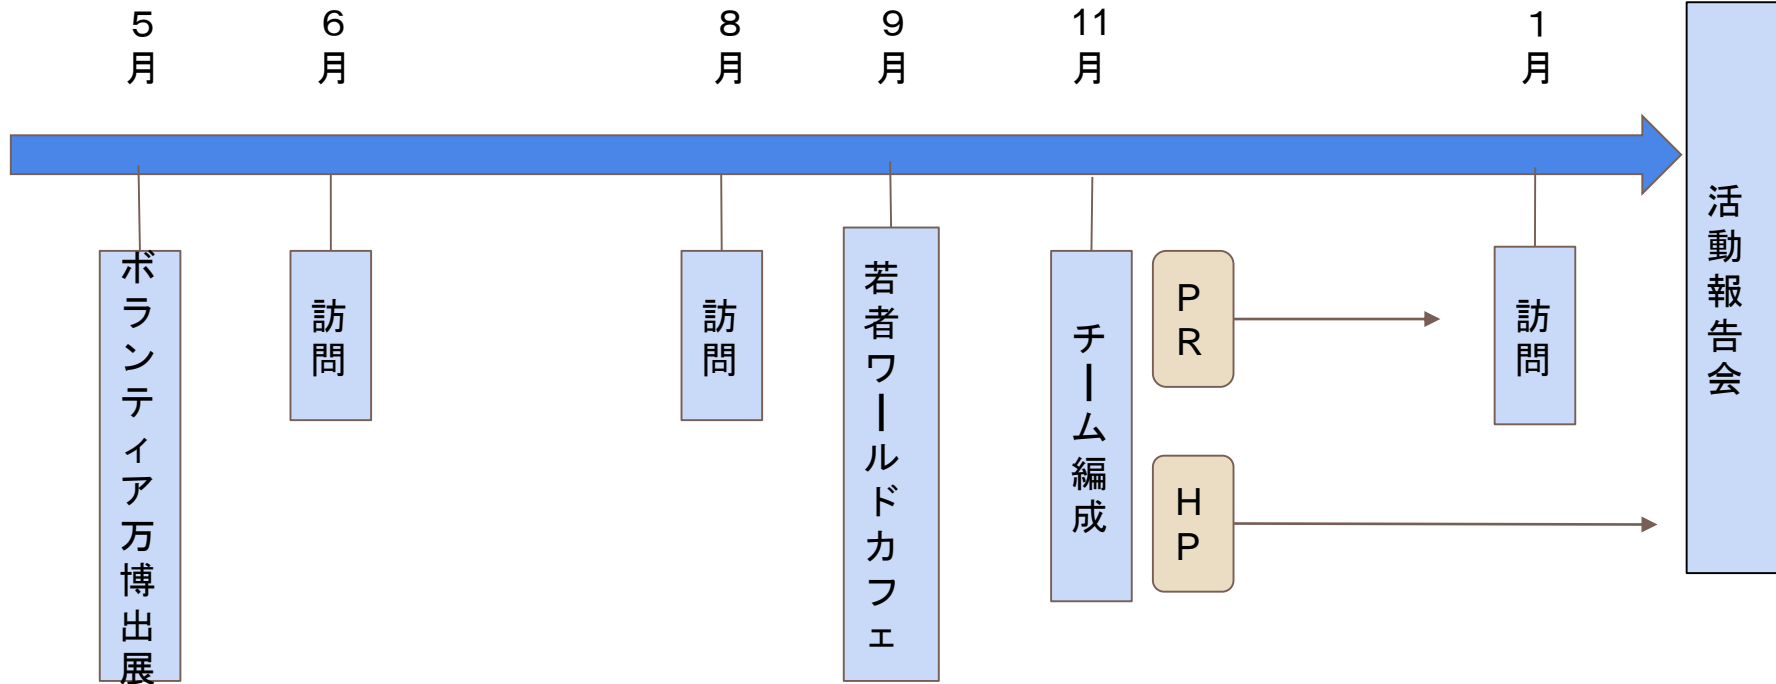 5月
6月
8月
9月
11月
1月
ボランティア万博出展
訪問
訪問
若者ワールドカフェ
チーム編成
PR
HP
訪問
活動報告会